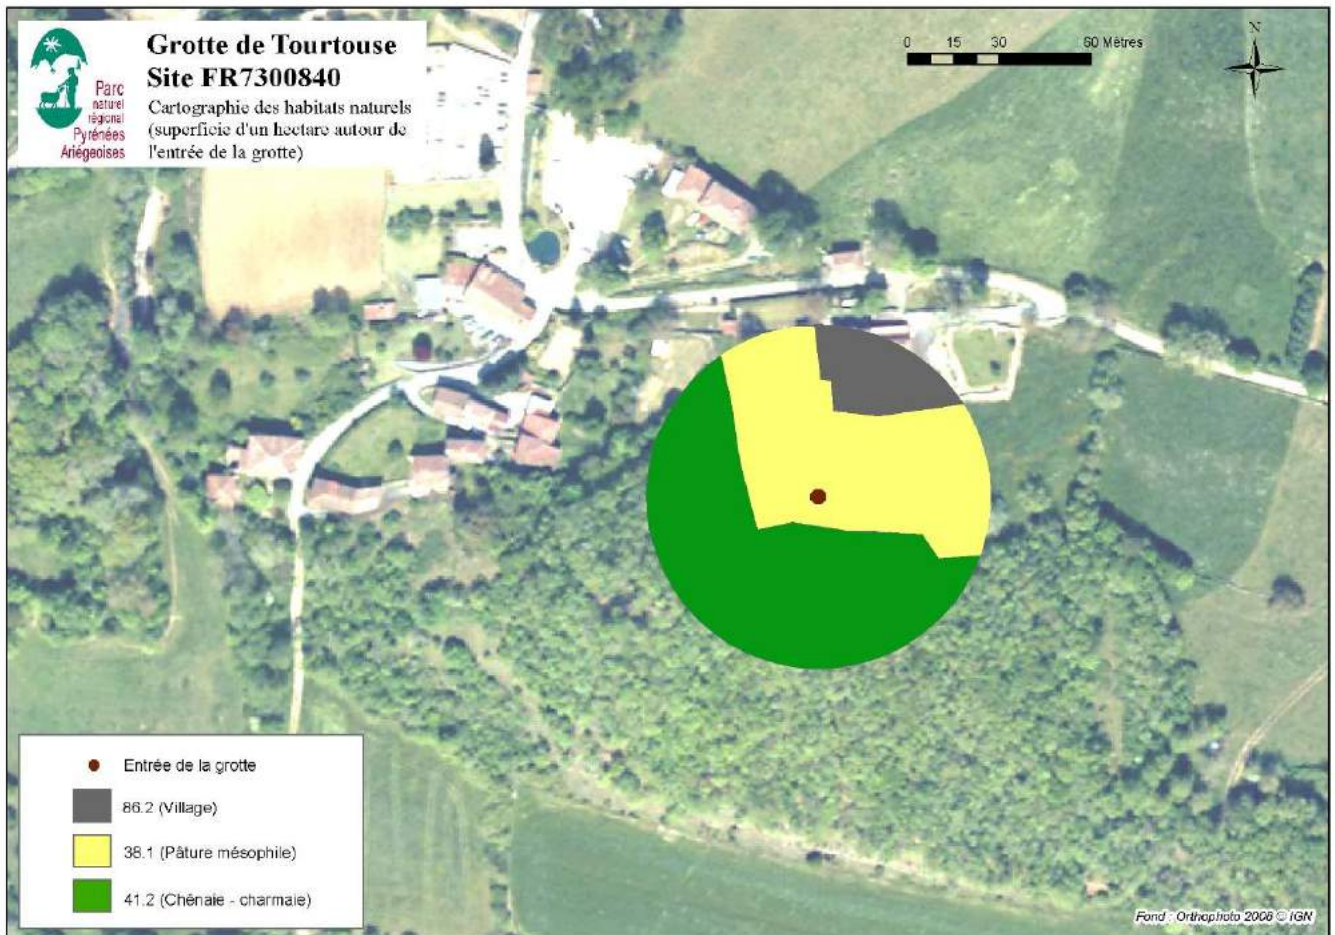 Grotte de Tourtouse
Site FR7300840
Cartographie des habitats naturels
(superficie d'un hectare autour de
l'entrée de la grotte)
Parc
naturel
régional
Pyrénées
Ariégeoises
0 15 30 60 Mètres
N
Entrée de la grotte
86.2 (Village)
38.1 (Pâture mésophile)
41.2 (Chênaie - charmaie)
Fond : Orthophoto 2008 © IGN